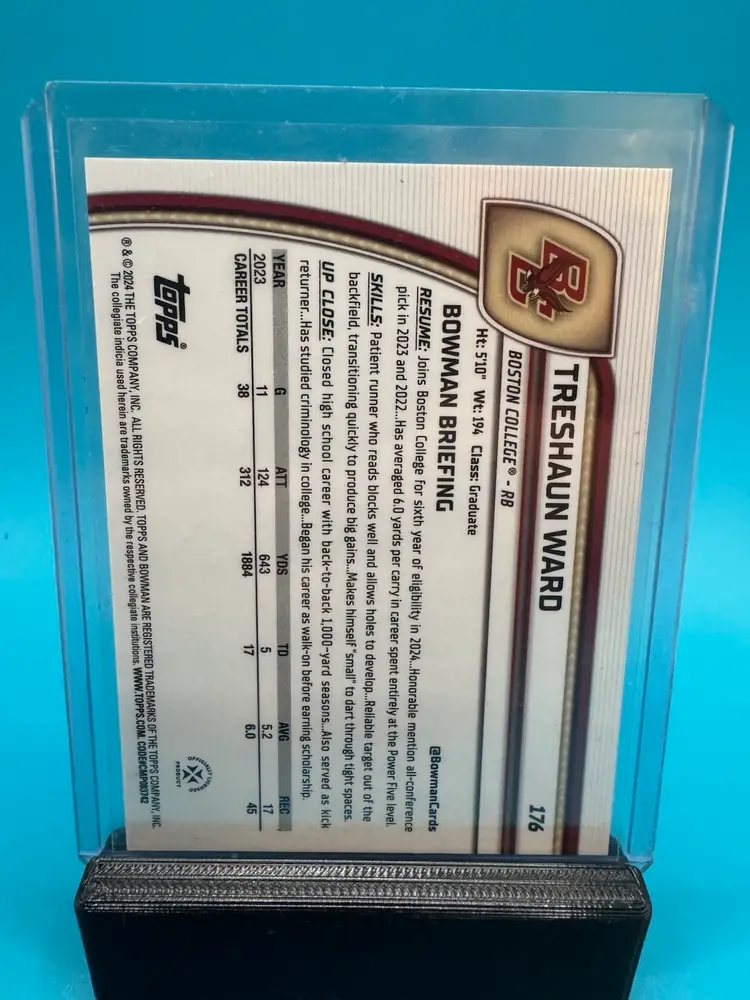 176
TRESHAUN WARD
BC
BOSTON COLLEGE® - RB
Ht: 5'10" Wt: 194 Class: Graduate
BOWMAN BRIEFING
@BowmanCards
RESUME: Joins Boston College for sixth year of eligibility in 2024...Honorable mention all-conference
pick in 2023 and 2022...Has averaged 6.0 yards per carry in career spent entirely at the Power Five level.
SKILLS: Patient runner who reads blocks well and allows holes to develop...Reliable target out of the
backfield, transitioning quickly to produce big gains...Makes himself "small" to dart through tight spaces.
UP CLOSE: Closed high school career with back-to-back 1,000-yard seasons...Also served as kick
returner...Has studied criminology in college...Began his career as walk-on before earning scholarship.
YEAR G ATT YDS TD AVG REC
2023 11 124 643 5 5.2 17
CAREER TOTALS 38 312 1884 17 6.0 45
topps®
OFFICIALLY LICENSED
PRODUCT
® & © 2024 THE TOPPS COMPANY, INC. ALL RIGHTS RESERVED. TOPPS AND BOWMAN ARE REGISTERED TRADEMARKS OF THE TOPPS COMPANY, INC.
The collegiate indicia used herein are trademarks owned by the respective collegiate institutions. WWW.TOPPS.COM. CODE#CMP093742